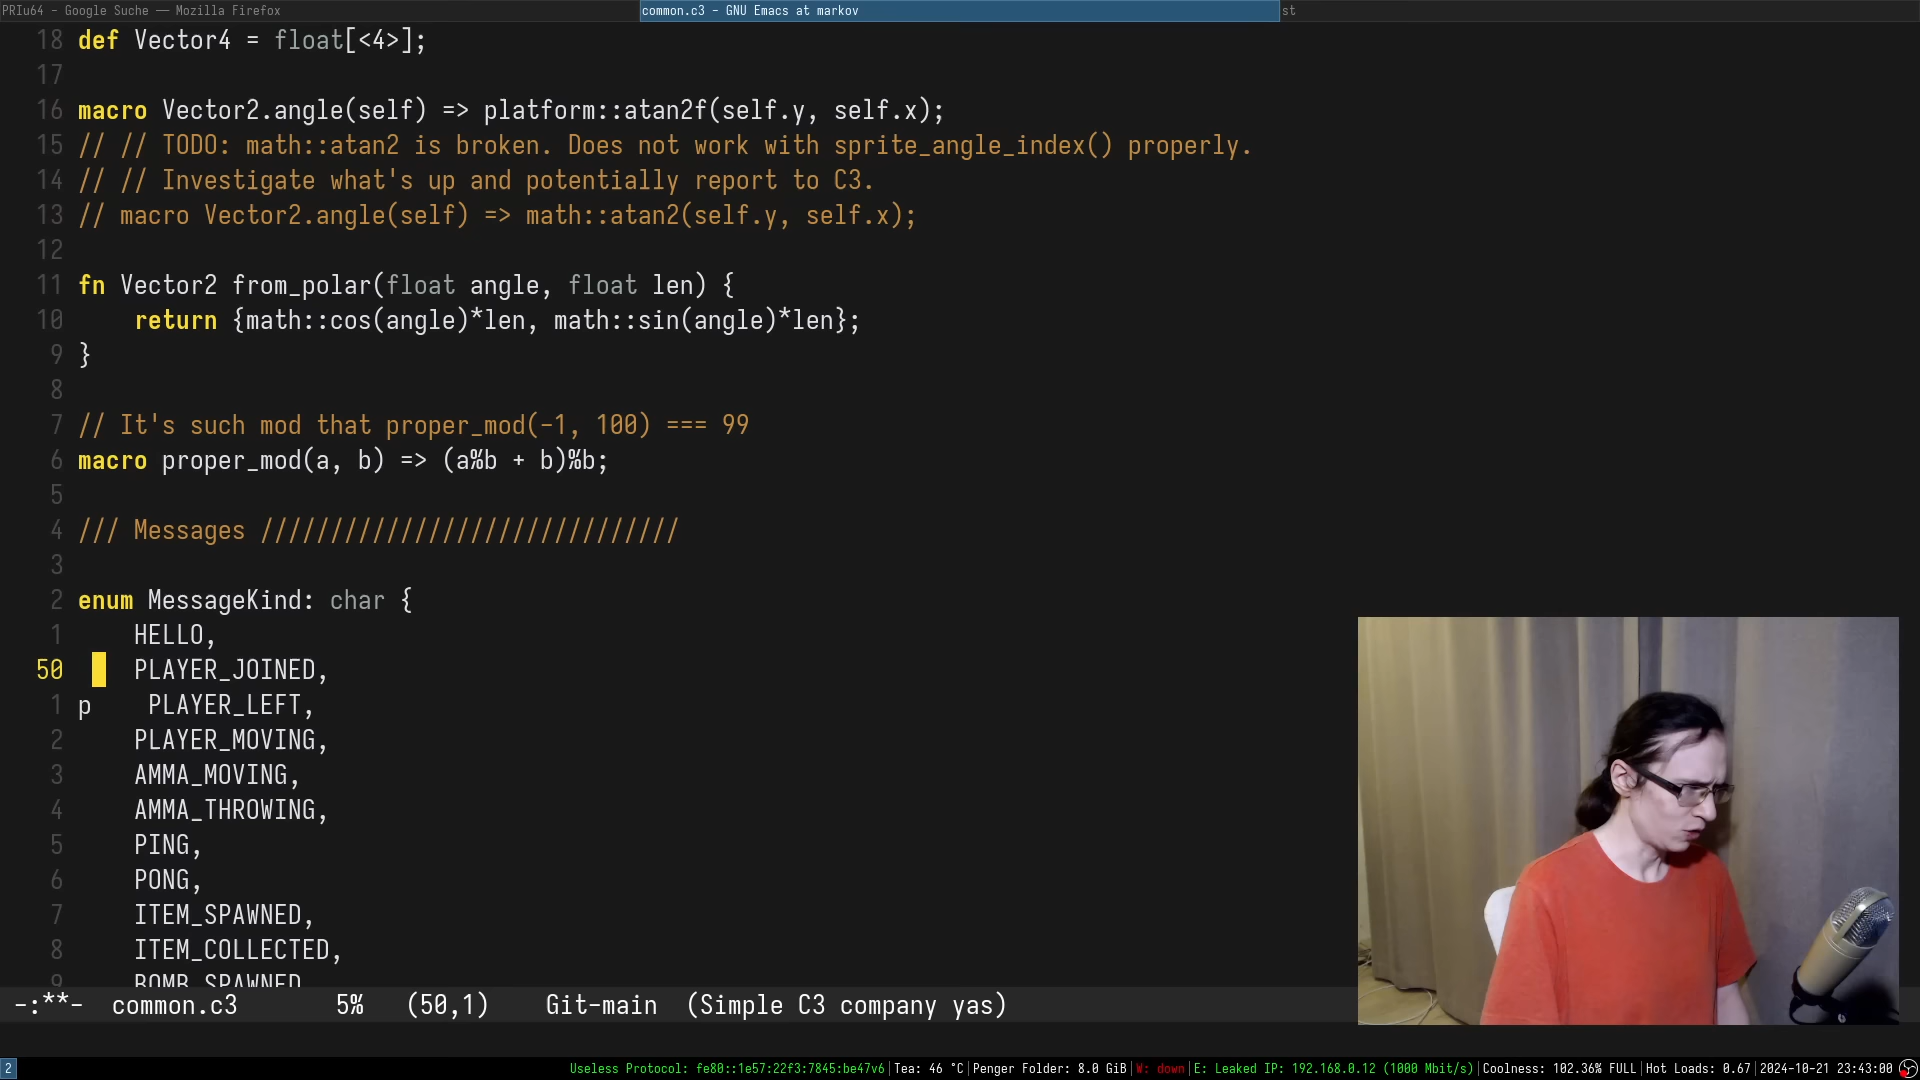 PRIu64 - Google Suche — Mozilla Firefox
common.c3 - GNU Emacs at markov
st
18 def Vector4 = float[<4>];
17
16 macro Vector2.angle(self) => platform::atan2f(self.y, self.x);
15 // // TODO: math::atan2 is broken. Does not work with sprite_angle_index() properly.
14 // // Investigate what's up and potentially report to C3.
13 // macro Vector2.angle(self) => math::atan2(self.y, self.x);
12
11 fn Vector2 from_polar(float angle, float len) {
10     return {math::cos(angle)*len, math::sin(angle)*len};
9 }
8
7 // It's such mod that proper_mod(-1, 100) === 99
6 macro proper_mod(a, b) => (a%b + b)%b;
5
4 /// Messages //////////////////////////////
3
2 enum MessageKind: char {
1     HELLO,
50     PLAYER_JOINED,
1 p    PLAYER_LEFT,
2     PLAYER_MOVING,
3     AMMA_MOVING,
4     AMMA_THROWING,
5     PING,
6     PONG,
7     ITEM_SPAWNED,
8     ITEM_COLLECTED,
9     BOMB_SPAWNED
-:**- common.c3 5% (50,1) Git-main (Simple C3 company yas)
2
Useless Protocol: fe80::1e57:22f3:7845:be47v6|Tea: 46 °C|Penger Folder: 8.0 GiB|W: down|E: Leaked IP: 192.168.0.12 (1000 Mbit/s)|Coolness: 102.36% FULL|Hot Loads: 0.67|2024-10-21 23:43:00